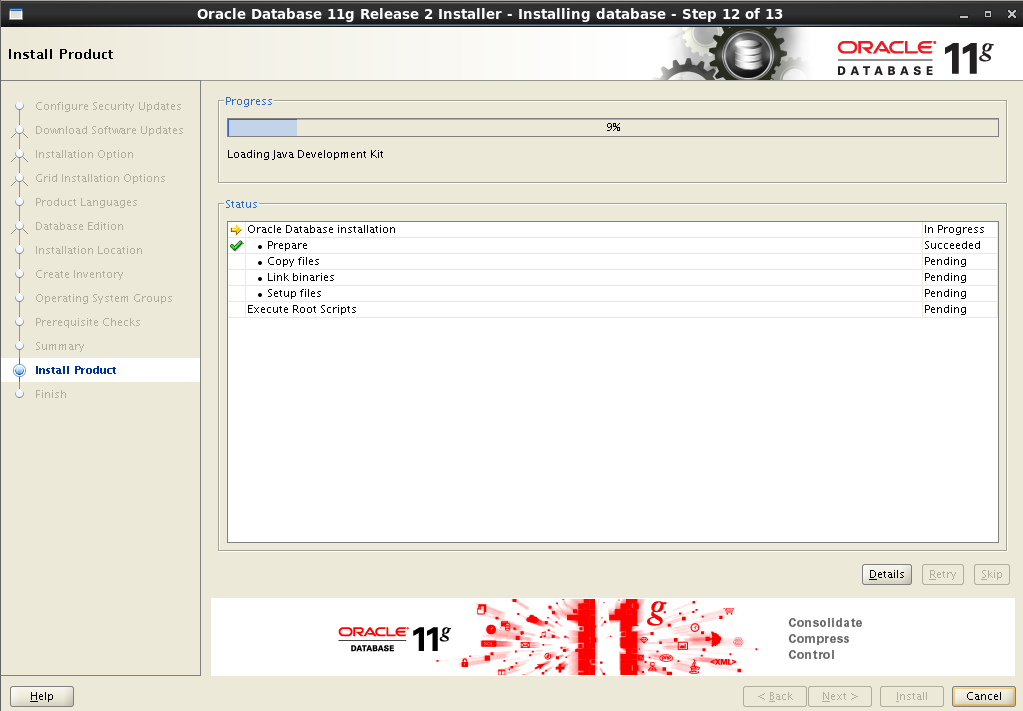 Oracle Database 11g Release 2 Installer - Installing database - Step 12 of 13
Install Product
ORACLE
DATABASE
11g
Configure Security Updates
Download Software Updates
Installation Option
Grid Installation Options
Product Languages
Database Edition
Installation Location
Create Inventory
Operating System Groups
Prerequisite Checks
Summary
Install Product
Finish
Progress
9%
Loading Java Development Kit
Status
Oracle Database installation In Progress
Prepare Succeeded
Copy files Pending
Link binaries Pending
Setup files Pending
Execute Root Scripts Pending
Details Retry Skip
ORACLE
DATABASE
11g
11g
<XML>
Consolidate
Compress
Control
Help < Back Next > Install Cancel